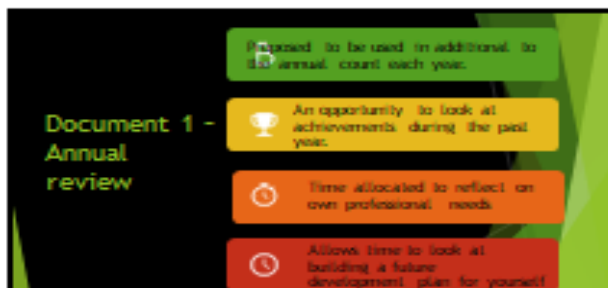 Document 1 –
Annual
review
Proposed to be used in additional to
the annual count each year.
An opportunity to look at
achievements during the past
year.
Time allocated to reflect on
own professional needs
Allows time to look at
building a future
development plan for yourself